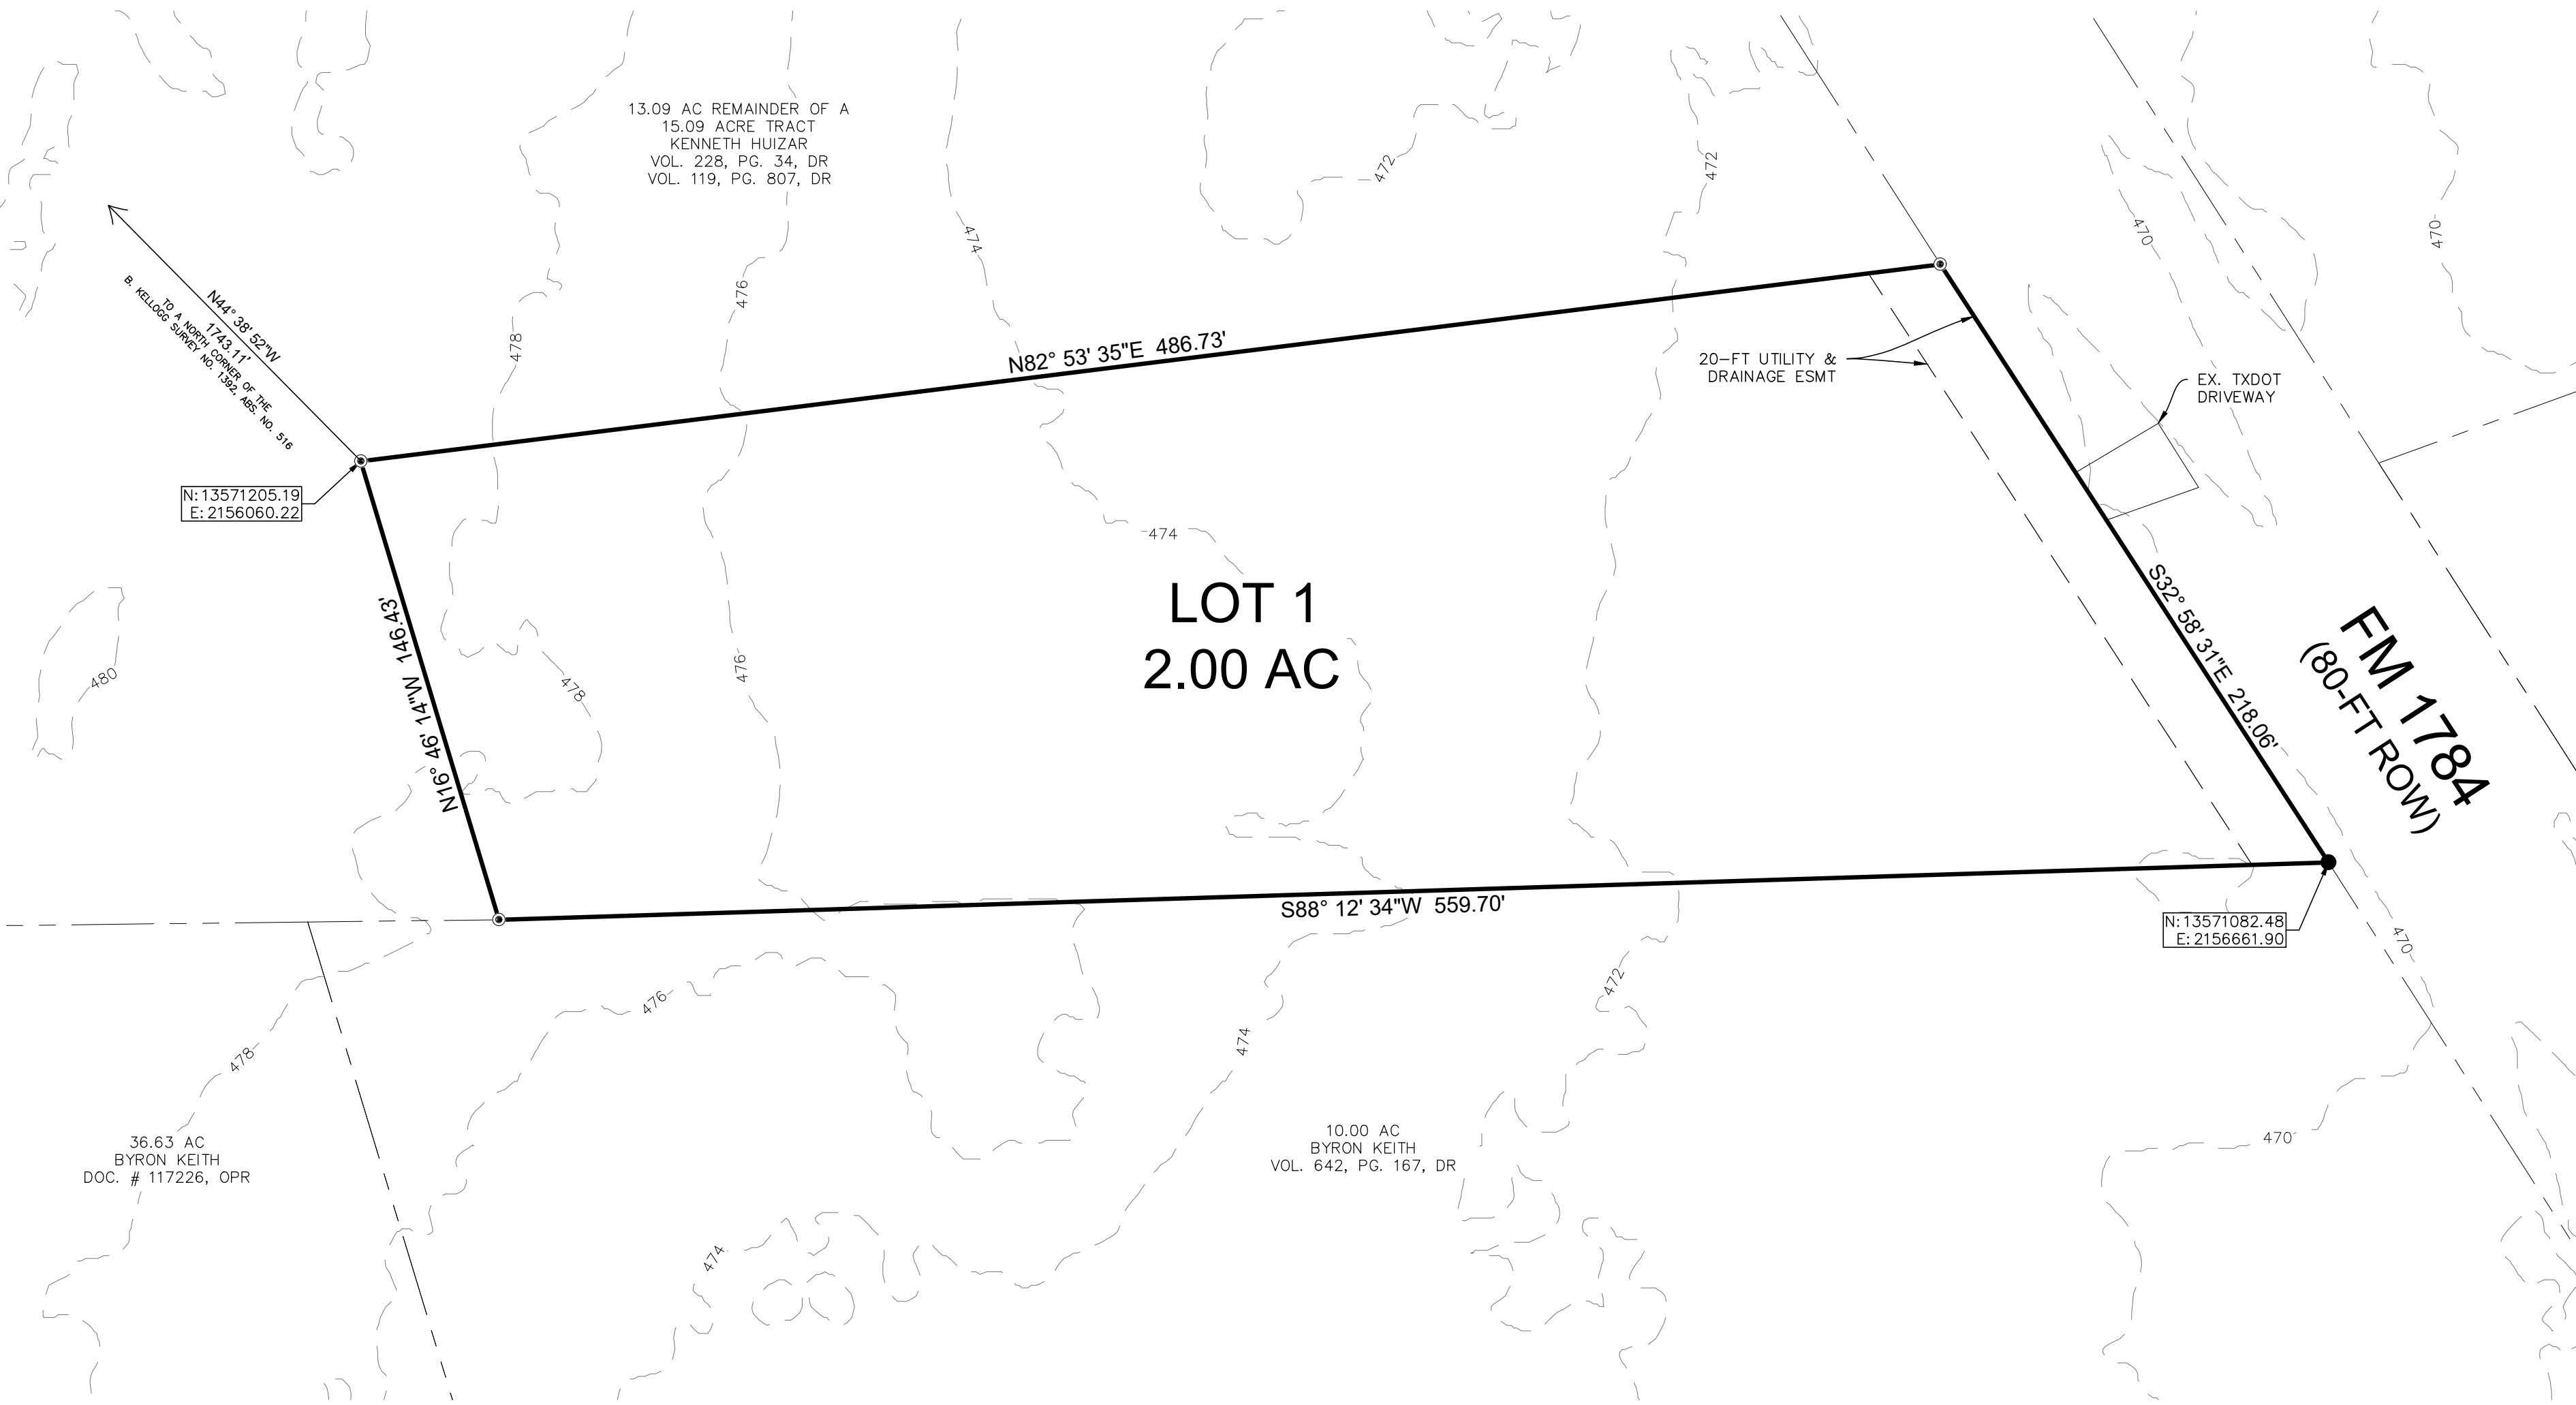 13.09 AC REMAINDER OF A
15.09 ACRE TRACT
KENNETH HUIZAR
VOL. 228, PG. 34, DR
VOL. 119, PG. 807, DR
472
472
474
470
470
476
478
N44° 38' 52"W
1743.11'
TO A NORTH CORNER OF THE
B. KELLOGG SURVEY NO. 1392, ABS. NO. 516
N82° 53' 35"E 486.73'
20-FT UTILITY &
DRAINAGE ESMT
EX. TXDOT
DRIVEWAY
N: 13571205.19
E: 2156060.22
474
LOT 1
2.00 AC
N16° 46' 14"W 146.43'
476
478
480
S32° 58' 31"E 218.06'
FM 1784
(80-FT ROW)
S88° 12' 34"W 559.70'
N: 13571082.48
E: 2156661.90
470
472
476
474
478
36.63 AC
BYRON KEITH
DOC. # 117226, OPR
10.00 AC
BYRON KEITH
VOL. 642, PG. 167, DR
470
474